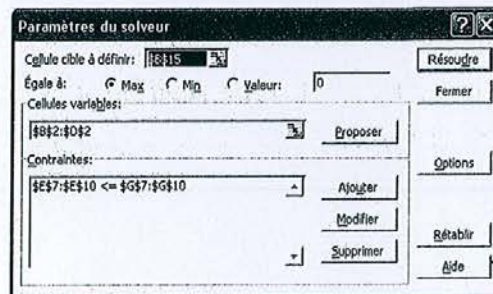 Paramètres du solveur
Cellule cible à définir: $E$15
Résoudre
Égale à: Max Min Valeur: 0
Fermer
Cellules variables:
$B$2:$D$2
Proposer
Contraintes:
Options
$E$7:$E$10 <= $G$7:$G$10
Ajouter
Modifier
Supprimer
Rétablir
Aide